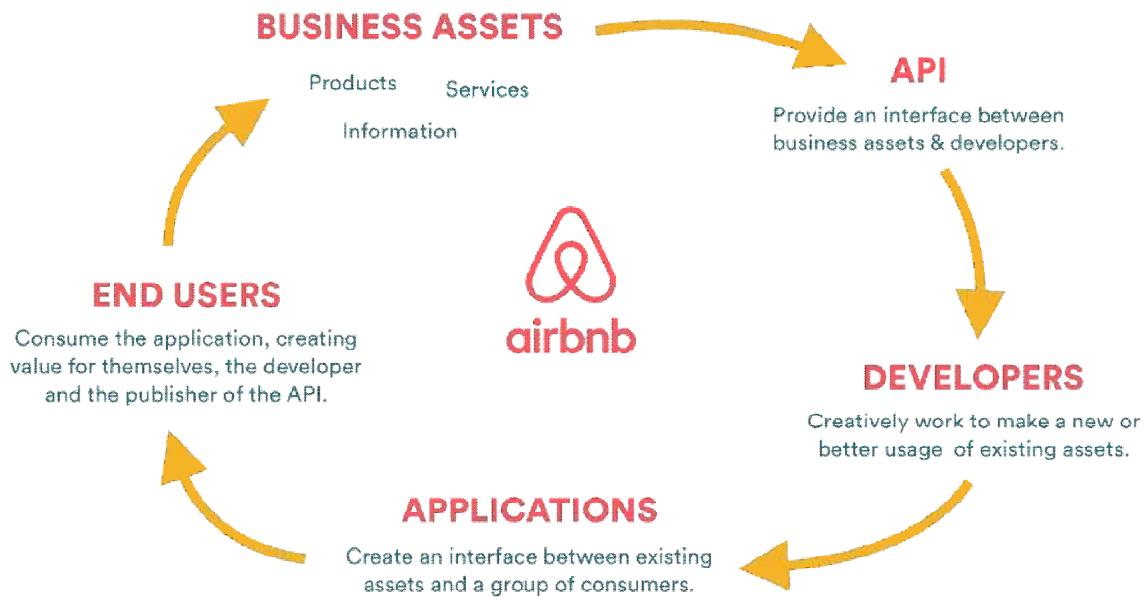 BUSINESS ASSETS
Products
Services
Information
API
Provide an interface between
business assets & developers.
DEVELOPERS
Creatively work to make a new or
better usage of existing assets.
APPLICATIONS
Create an interface between existing
assets and a group of consumers.
END USERS
Consume the application, creating
value for themselves, the developer
and the publisher of the API.
airbnb